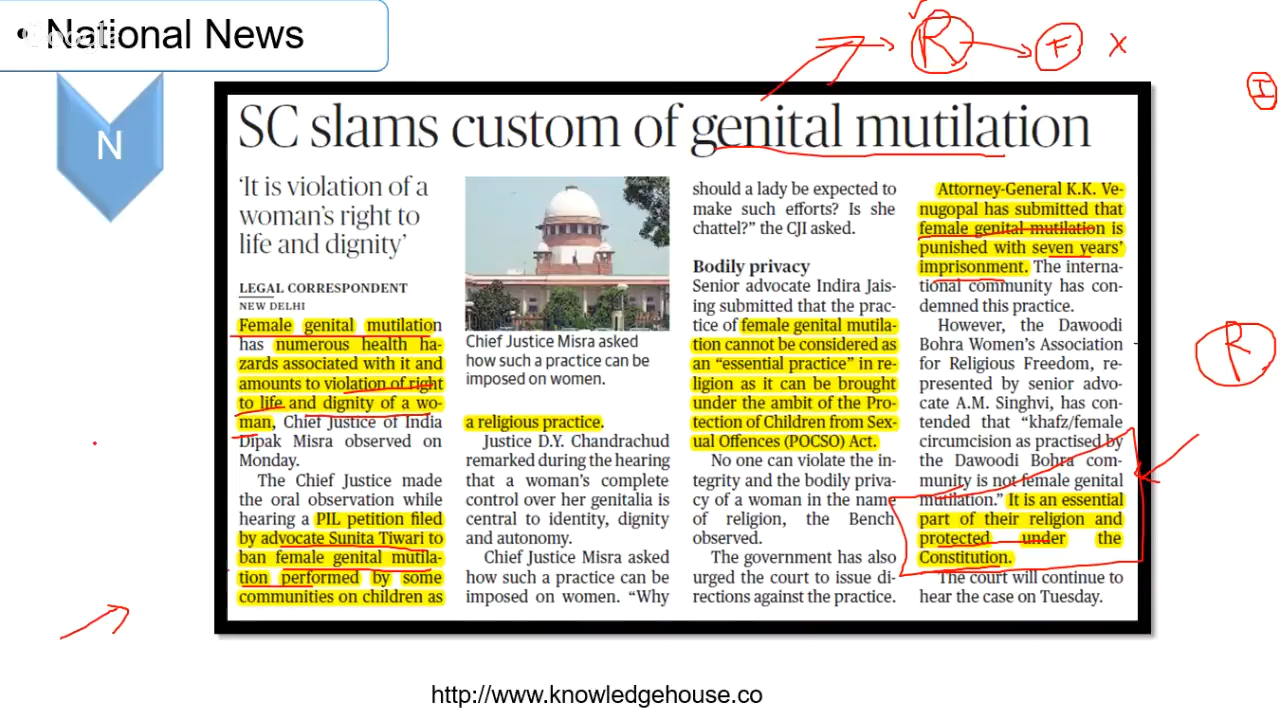 • National News
Google
N
SC slams custom of genital mutilation
‘It is violation of a
woman’s right to
life and dignity’
LEGAL CORRESPONDENT
NEW DELHI
Female genital mutilation
has numerous health ha-
zards associated with it and
amounts to violation of right
to life and dignity of a wo-
man, Chief Justice of India
Dipak Misra observed on
Monday.
The Chief Justice made
the oral observation while
hearing a PIL petition filed
by advocate Sunita Tiwari to
ban female genital mutila-
tion performed by some
communities on children as
Chief Justice Misra asked
how such a practice can be
imposed on women.
a religious practice.
Justice D.Y. Chandrachud
remarked during the hearing
that a woman’s complete
control over her genitalia is
central to identity, dignity
and autonomy.
Chief Justice Misra asked
how such a practice can be
imposed on women. “Why
should a lady be expected to
make such efforts? Is she
chattel?” the CJI asked.
Bodily privacy
Senior advocate Indira Jais-
ing submitted that the prac-
tice of female genital mutila-
tion cannot be considered as
an “essential practice” in re-
ligion as it can be brought
under the ambit of the Pro-
tection of Children from Sex-
ual Offences (POCSO) Act.
No one can violate the in-
tegrity and the bodily priva-
cy of a woman in the name
of religion, the Bench
observed.
The government has also
urged the court to issue di-
rections against the practice.
Attorney-General K.K. Ve-
nugopal has submitted that
female genital mutilation is
punished with seven years’
imprisonment. The interna-
tional community has con-
demned this practice.
However, the Dawoodi
Bohra Women’s Association
for Religious Freedom, re-
presented by senior advo-
cate A.M. Singhvi, has con-
tended that “khafz/female
circumcision as practised by
the Dawoodi Bohra com-
munity is not female genital
mutilation.” It is an essential
part of their religion and
protected under the
Constitution.
The court will continue to
hear the case on Tuesday.
R
F X
I
R
http://www.knowledgehouse.co